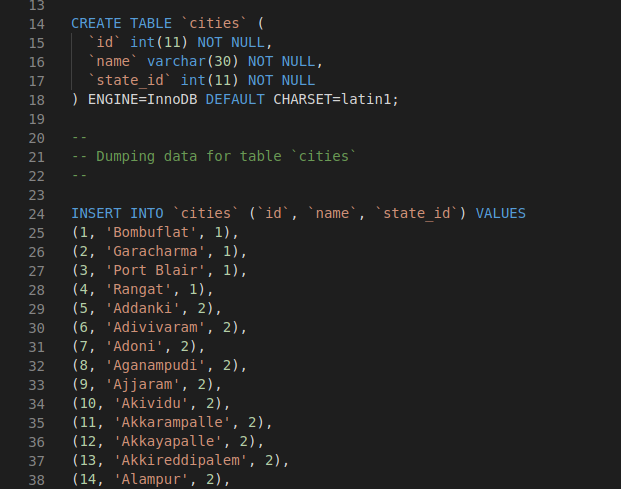 13
14 CREATE TABLE `cities` (
15   `id` int(11) NOT NULL,
16   `name` varchar(30) NOT NULL,
17   `state_id` int(11) NOT NULL
18 ) ENGINE=InnoDB DEFAULT CHARSET=latin1;
19
20 --
21 -- Dumping data for table `cities`
22 --
23
24 INSERT INTO `cities` (`id`, `name`, `state_id`) VALUES
25 (1, 'Bombuflat', 1),
26 (2, 'Garacharma', 1),
27 (3, 'Port Blair', 1),
28 (4, 'Rangat', 1),
29 (5, 'Addanki', 2),
30 (6, 'Adivivaram', 2),
31 (7, 'Adoni', 2),
32 (8, 'Aganampudi', 2),
33 (9, 'Ajjaram', 2),
34 (10, 'Akividu', 2),
35 (11, 'Akkarampalle', 2),
36 (12, 'Akkayapalle', 2),
37 (13, 'Akkireddipalem', 2),
38 (14, 'Alampur', 2),